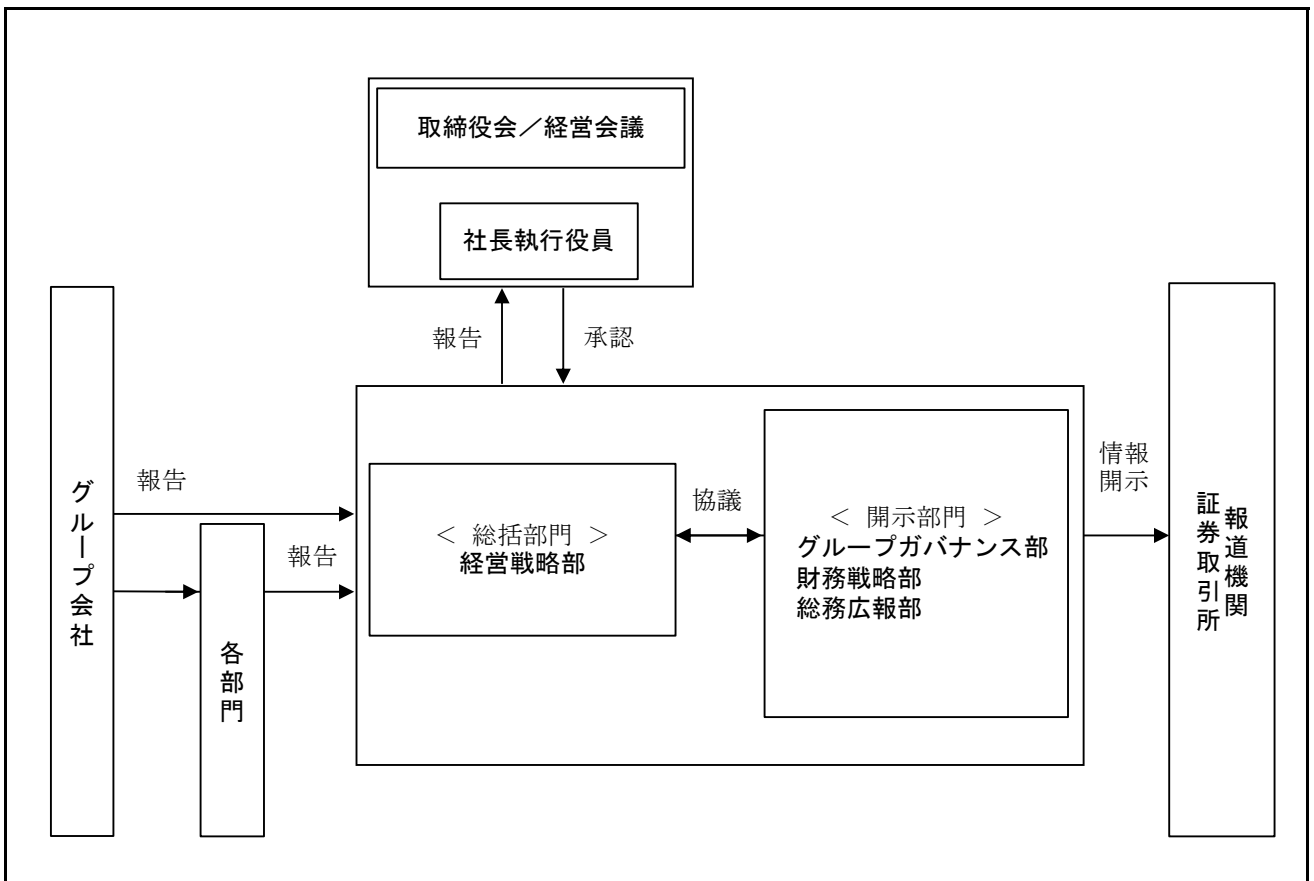 取締役会／経営会議
社長執行役員
報告
承認
グループ会社
報告
各部門
報告
＜ 総括部門 ＞
経営戦略部
協議
＜ 開示部門 ＞
グループガバナンス部
財務戦略部
総務広報部
情報
開示
報道機関
証券取引所